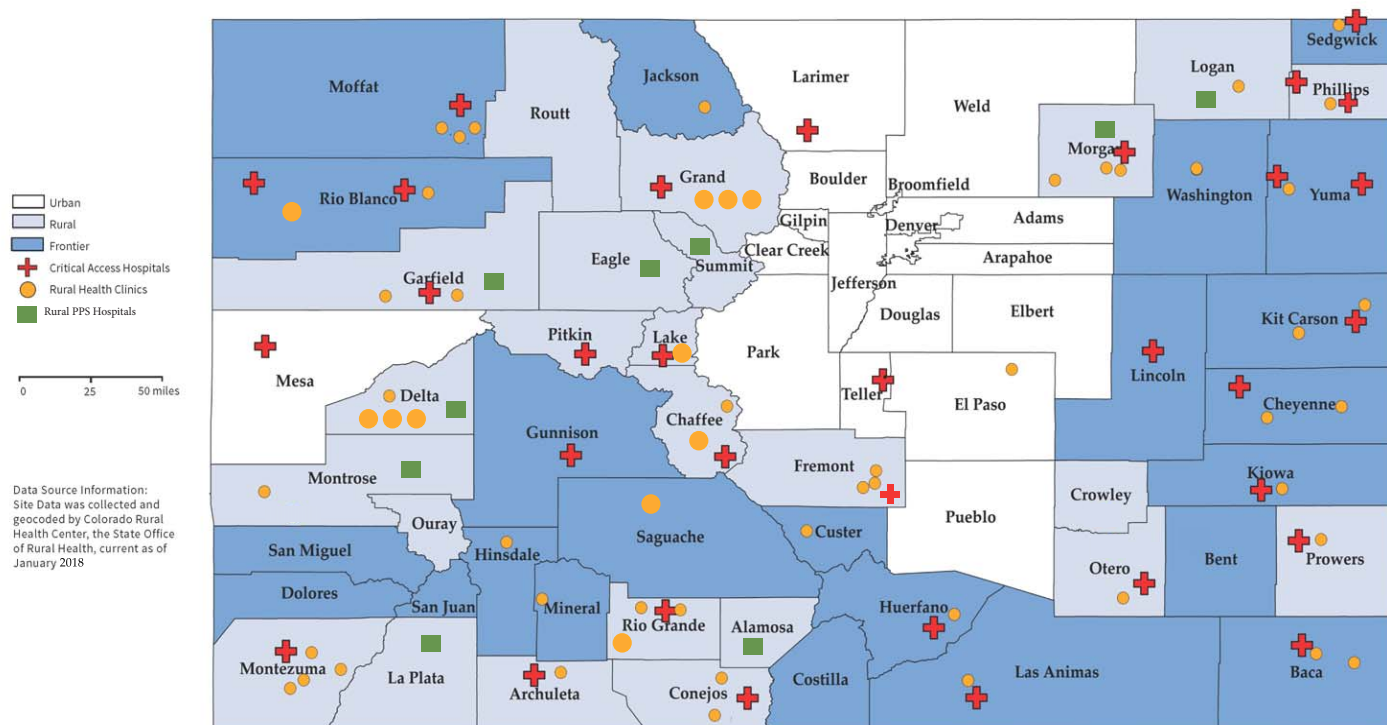 Urban
Rural
Frontier
Critical Access Hospitals
Rural Health Clinics
Rural PPS Hospitals
0 25 50 miles
Data Source Information:
Site Data was collected and
geocoded by Colorado Rural
Health Center, the State Office
of Rural Health, current as of
January 2018
Moffat
Routt
Jackson
Larimer
Weld
Logan
Sedgwick
Phillips
Morgan
Washington
Yuma
Rio Blanco
Grand
Boulder
Broomfield
Gilpin
Denver
Adams
Clear Creek
Arapahoe
Garfield
Eagle
Summit
Jefferson
Douglas
Elbert
Kit Carson
Mesa
Pitkin
Lake
Park
Teller
El Paso
Lincoln
Cheyenne
Delta
Gunnison
Chaffee
Fremont
Kiowa
Montrose
Ouray
Crowley
Pueblo
San Miguel
Hinsdale
Saguache
Custer
Otero
Bent
Prowers
Dolores
San Juan
Mineral
Rio Grande
Alamosa
Huerfano
Montezuma
La Plata
Archuleta
Conejos
Costilla
Las Animas
Baca